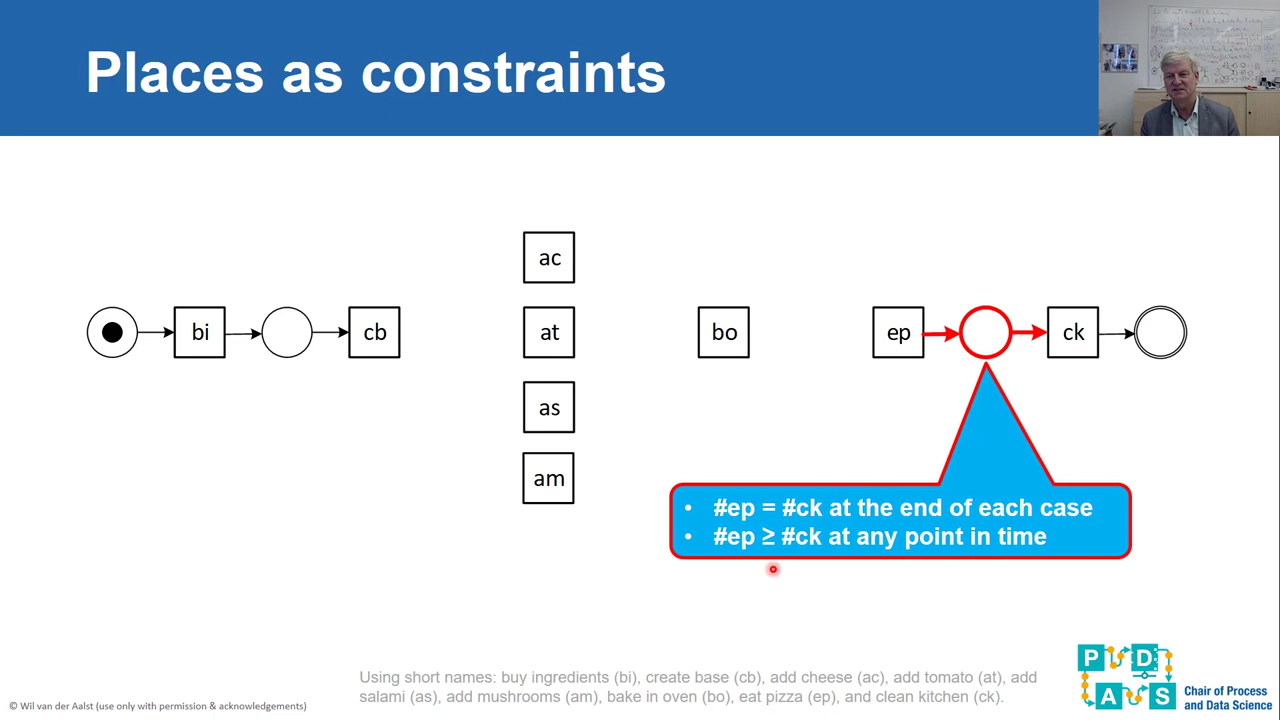 Places as constraints
ac
bi
cb
at
bo
ep
ck
as
am
• #ep = #ck at the end of each case
• #ep ≥ #ck at any point in time
Using short names: buy ingredients (bi), create base (cb), add cheese (ac), add tomato (at), add
salami (as), add mushrooms (am), bake in oven (bo), eat pizza (ep), and clean kitchen (ck).
P D
A S
Chair of Process
and Data Science
© Wil van der Aalst (use only with permission & acknowledgements)